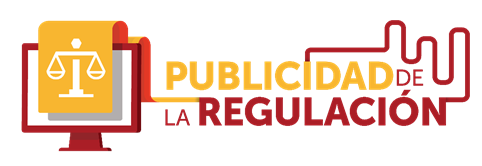 PUBLICIDAD DE
LA REGULACIÓN